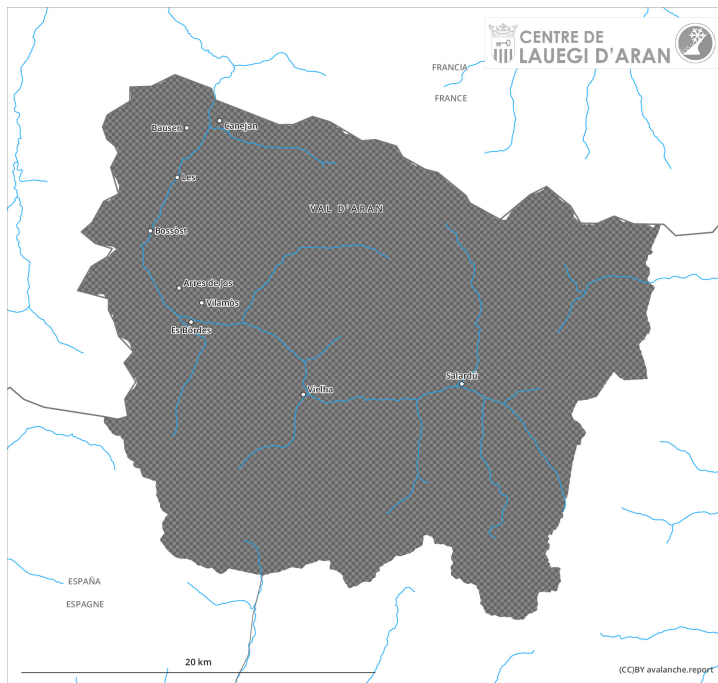 CENTRE DE
LAUEGI D'ARAN
FRANCIA
FRANCE
Bausen
Canejan
Les
VAL D'ARAN
Bossòst
Arres de Jos
Vilamòs
Es Bòrdes
Salardú
Vielha
ESPAÑA
ESPAGNE
20 km
(CC)BY avalanche.report